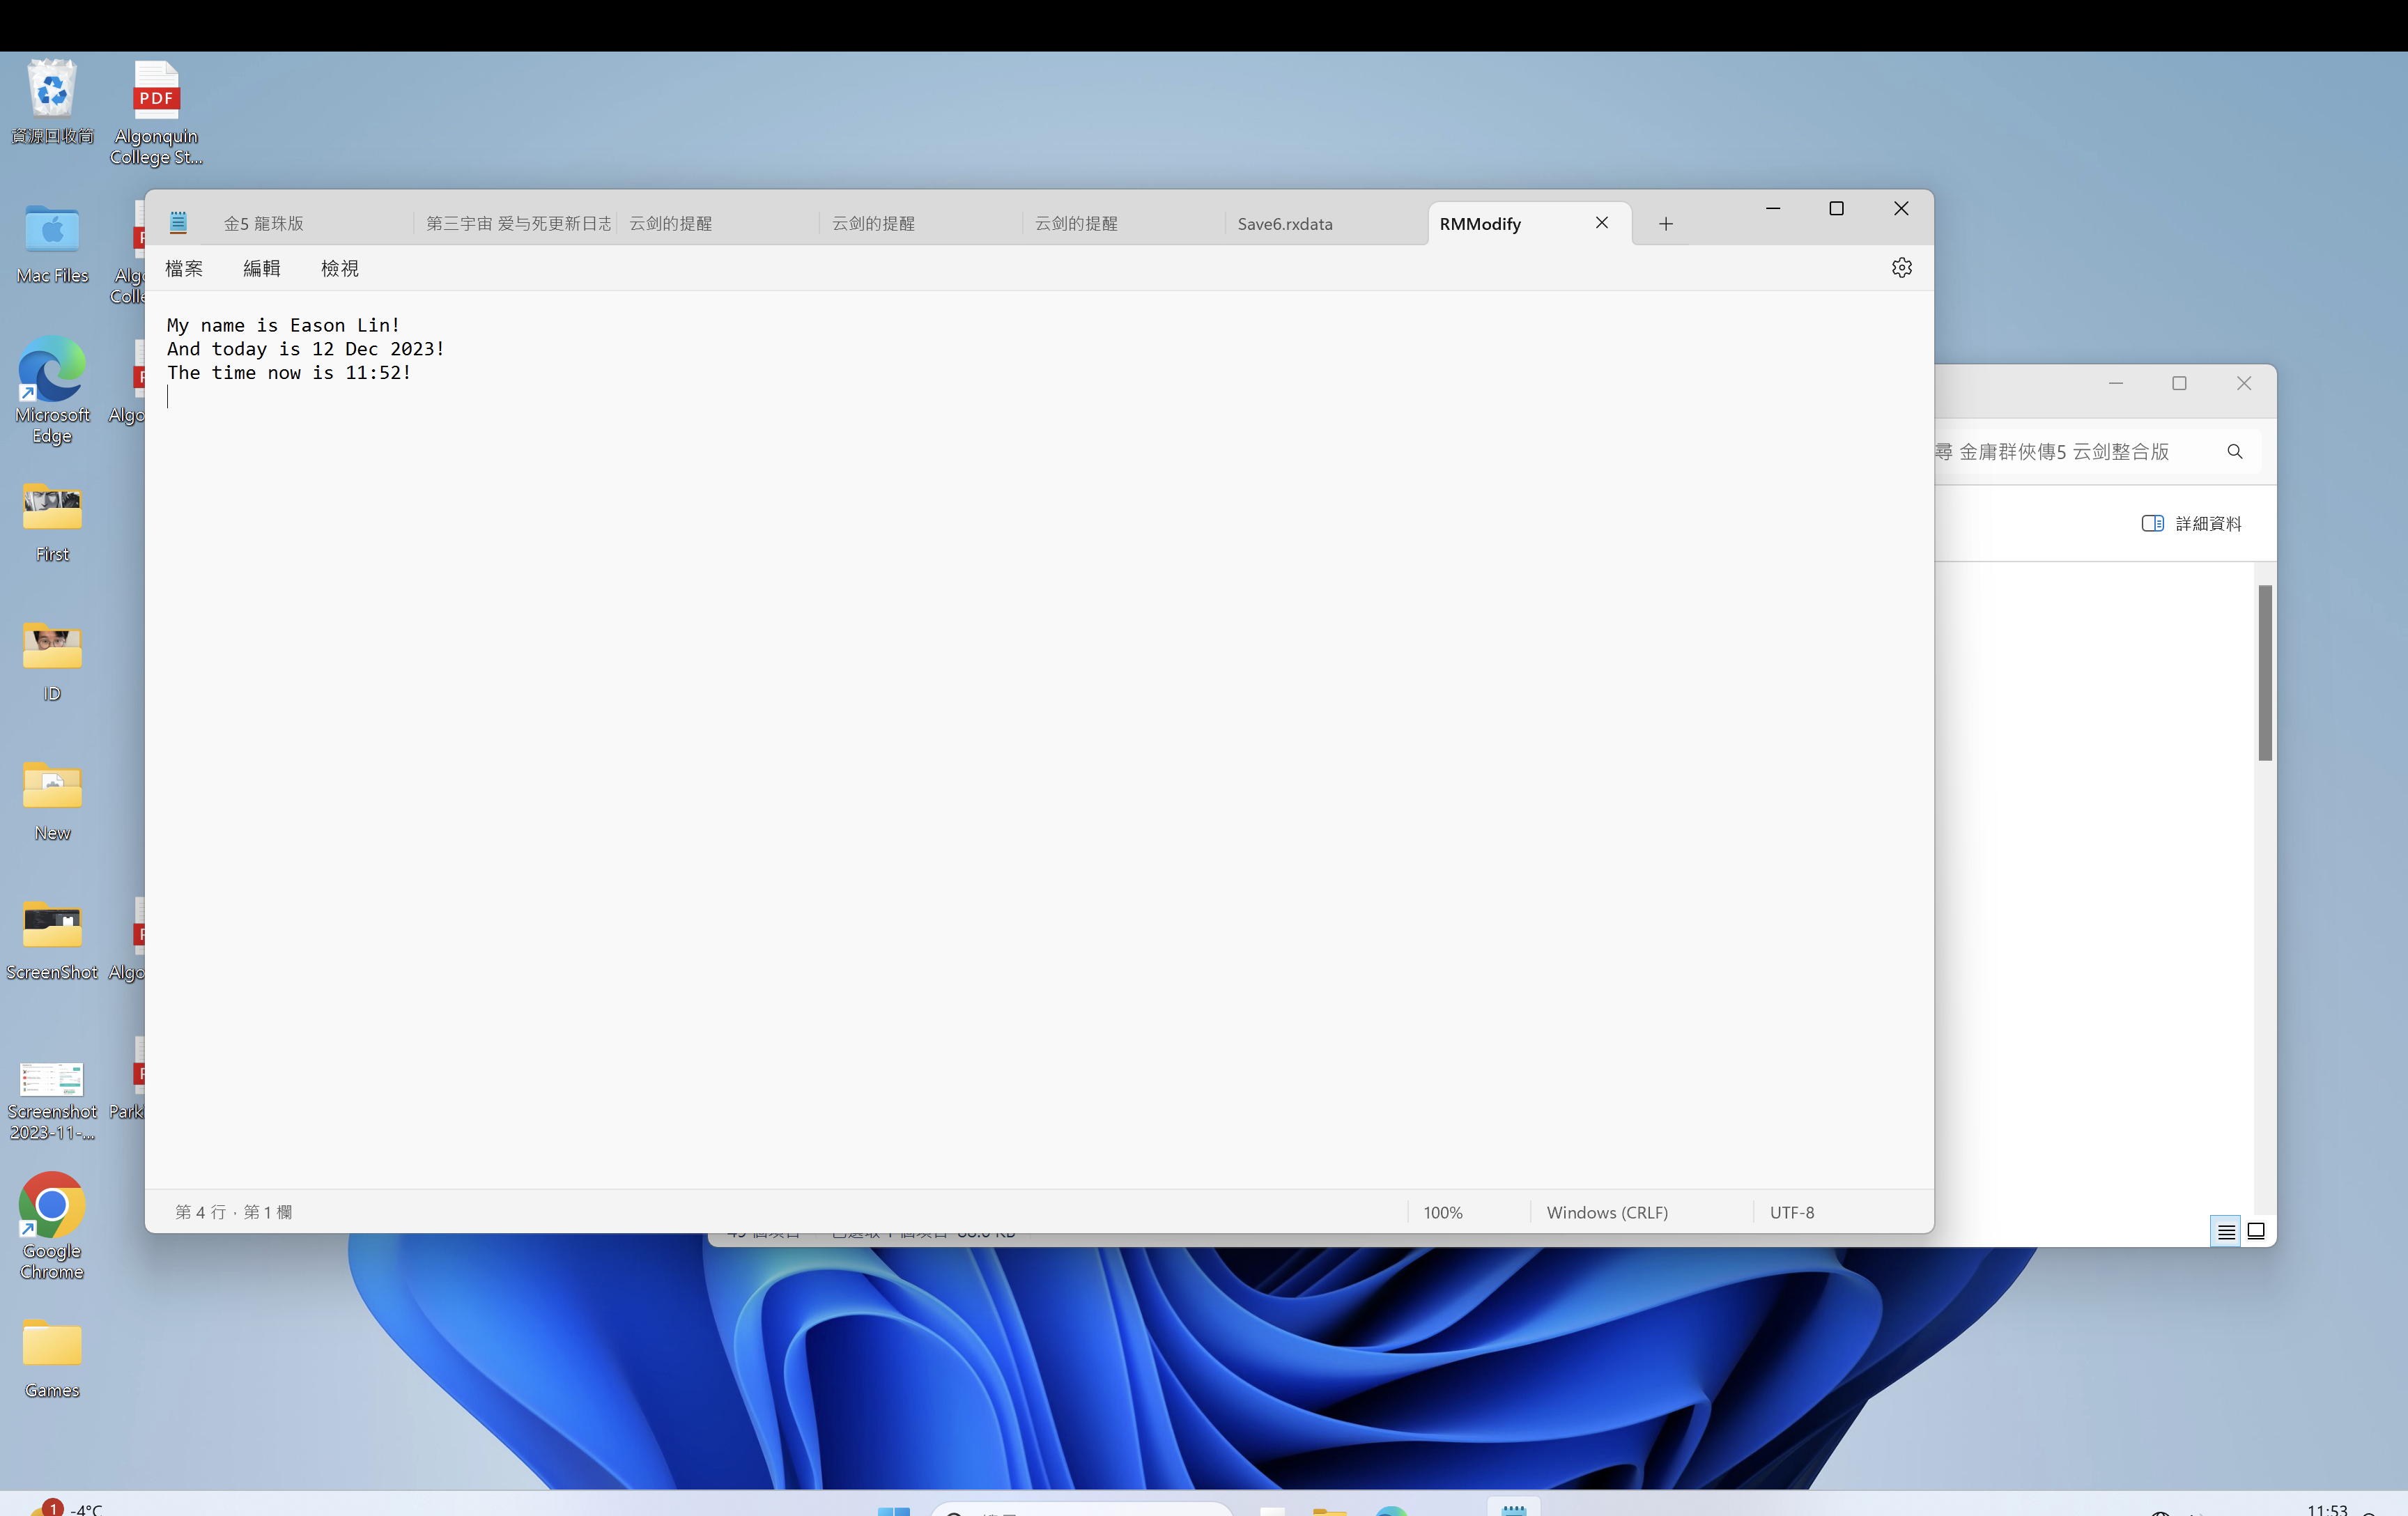 資源回收筒
PDF
Algonquin
College St...
Mac Files
Microsoft
Edge
First
ID
New
ScreenShot
Screenshot
2023-11-...
Google
Chrome
Games
金5 龍珠版
第三宇宙 爱与死更新日志
云剑的提醒
云剑的提醒
云剑的提醒
Save6.rxdata
RMModify
檔案
編輯
檢視
My name is Eason Lin!
And today is 12 Dec 2023!
The time now is 11:52!
第 4 行，第 1 欄
100%
Windows (CRLF)
UTF-8
尋 金庸群俠傳5 云剑整合版
詳細資料
1
-4°C
11:53